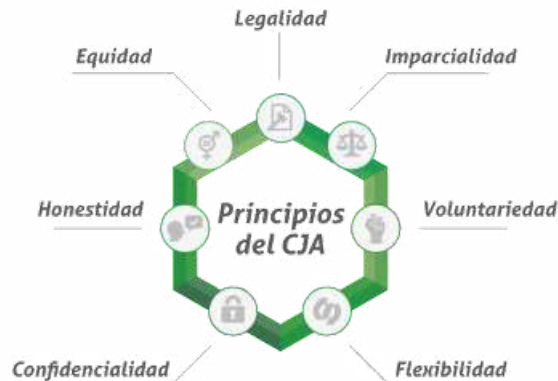 Legalidad
Equidad
Imparcialidad
Honestidad
Principios
del CJA
Voluntariedad
Confidencialidad
Flexibilidad